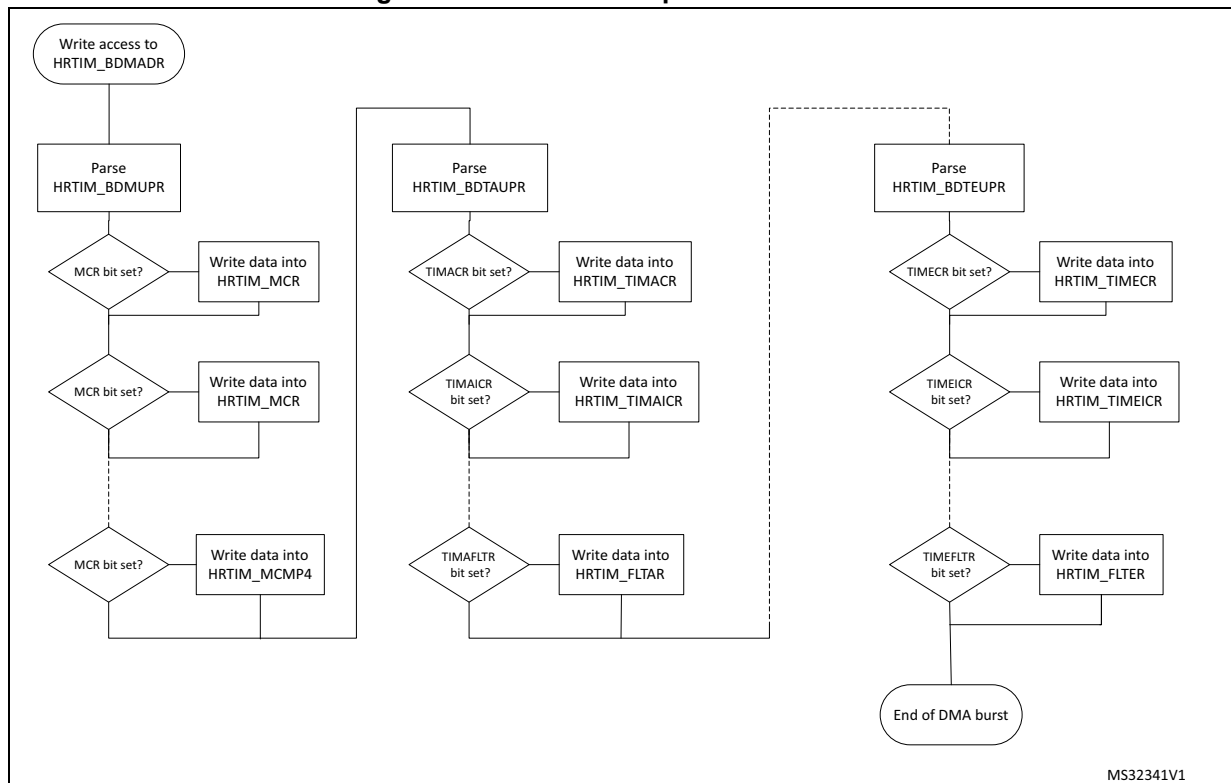 Write access to
HRTIM_BDMADR
Parse
HRTIM_BDMUPR
MCR bit set?
Write data into
HRTIM_MCR
MCR bit set?
Write data into
HRTIM_MCR
MCR bit set?
Write data into
HRTIM_MCMP4
Parse
HRTIM_BDTAUPR
TIMACR bit set?
Write data into
HRTIM_TIMACR
TIMAICR
bit set?
Write data into
HRTIM_TIMAICR
TIMAFLTR
bit set?
Write data into
HRTIM_FLTAR
Parse
HRTIM_BDTEUPR
TIMECR bit set?
Write data into
HRTIM_TIMECR
TIMEICR
bit set?
Write data into
HRTIM_TIMEICR
TIMEFLTR
bit set?
Write data into
HRTIM_FLTER
End of DMA burst
MS32341V1